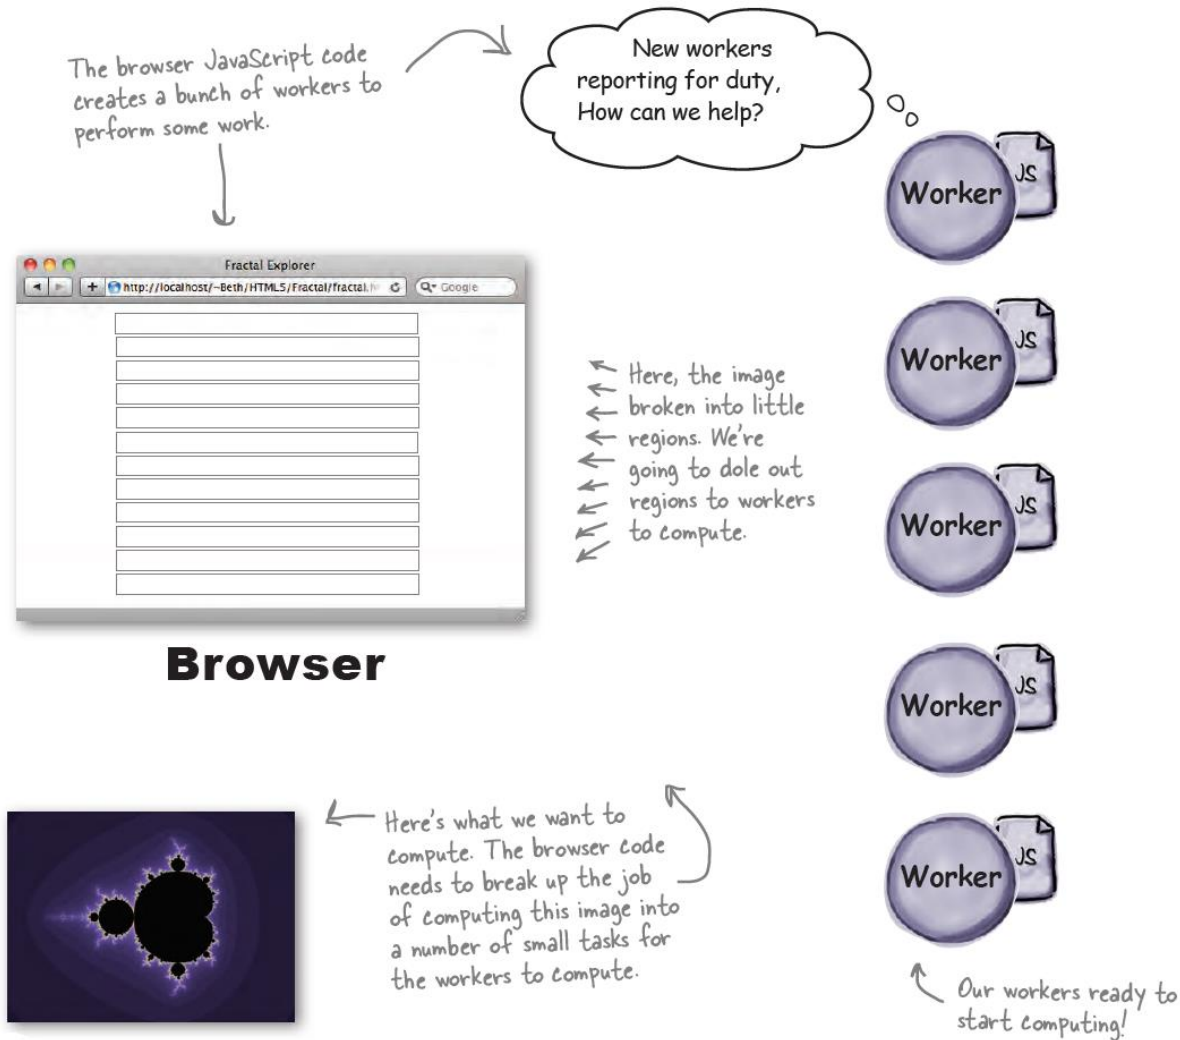 The browser JavaScript code
creates a bunch of workers to
perform some work.
New workers
reporting for duty,
How can we help?
Worker
JS
Fractal Explorer
http://localhost/~Beth/HTML5/Fractal/fractal.h
Google
Worker
JS
Here, the image
broken into little
regions. We're
going to dole out
regions to workers
to compute.
Worker
JS
Browser
Worker
JS
Here's what we want to
compute. The browser code
needs to break up the job
of computing this image into
a number of small tasks for
the workers to compute.
Worker
JS
Our workers ready to
start computing!